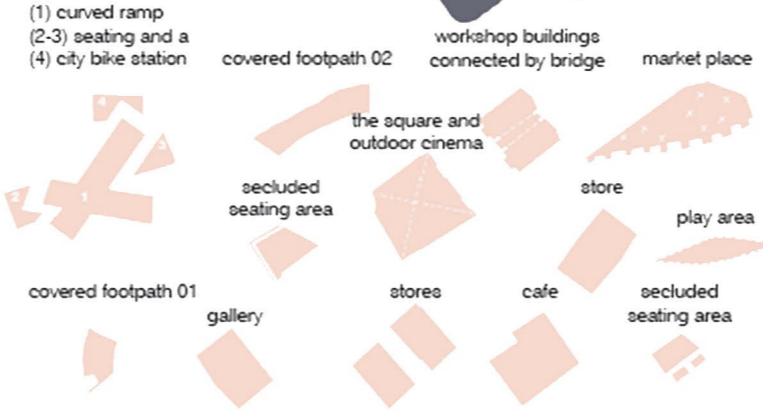 (1) curved ramp
(2-3) seating and a
(4) city bike station
covered footpath 02
workshop buildings
connected by bridge
market place
4
3
2
1
the square and
outdoor cinema
secluded
seating area
store
play area
covered footpath 01
gallery
stores
cafe
secluded
seating area